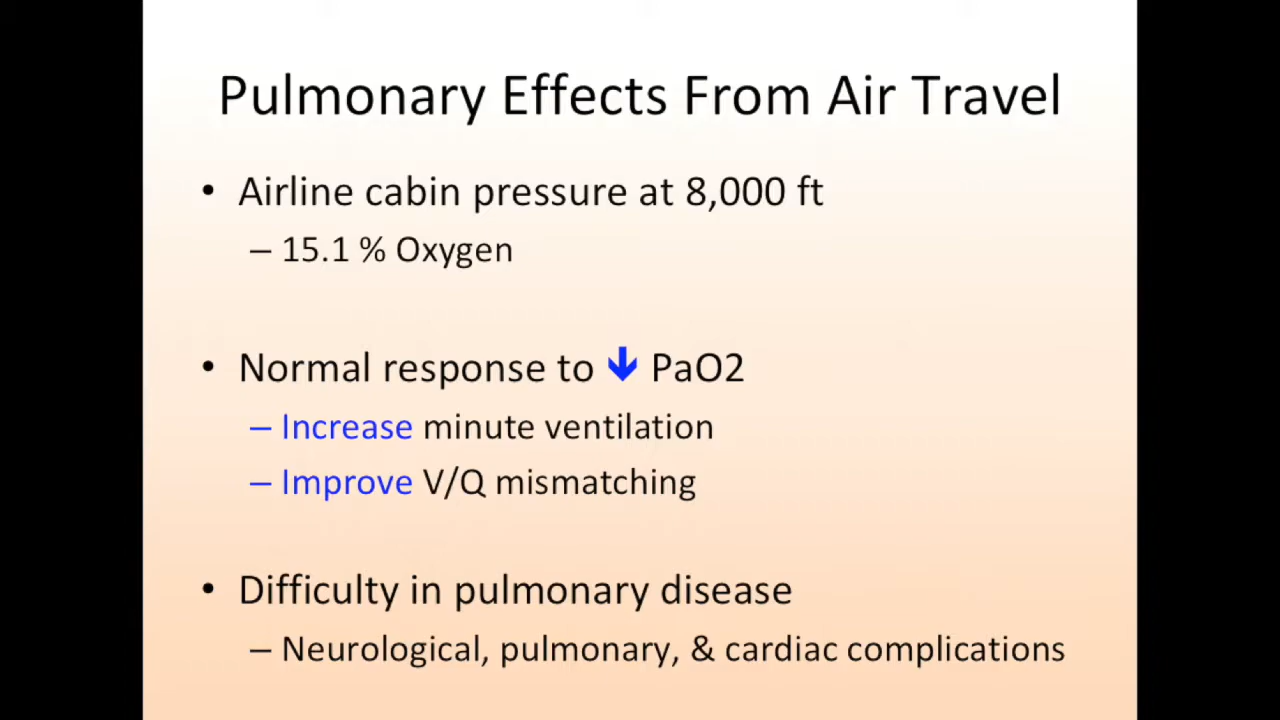 Pulmonary Effects From Air Travel
• Airline cabin pressure at 8,000 ft
– 15.1 % Oxygen
• Normal response to 🡻 PaO2
– Increase minute ventilation
– Improve V/Q mismatching
• Difficulty in pulmonary disease
– Neurological, pulmonary, & cardiac complications